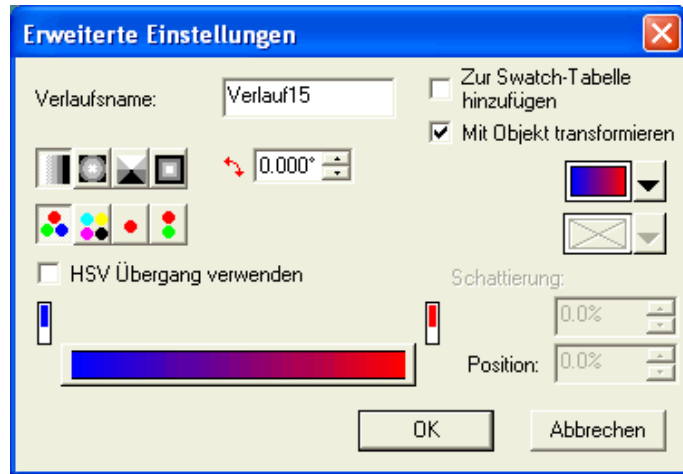 Erweiterte Einstellungen
Verlaufsname:
Verlauf15
Zur Swatch-Tabelle
hinzufügen
Mit Objekt transformieren
0.000°
HSV Übergang verwenden
Schattierung:
0.0%
Position:
0.0%
OK
Abbrechen